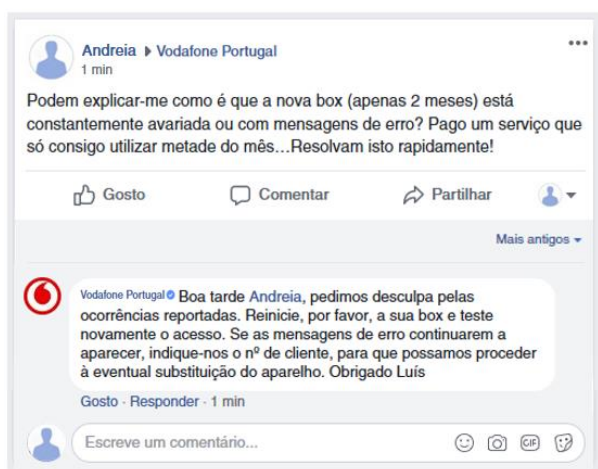 Andreia ▸ Vodafone Portugal
1 min
Podem explicar-me como é que a nova box (apenas 2 meses) está
constantemente avariada ou com mensagens de erro? Pago um serviço que
só consigo utilizar metade do mês...Resolvam isto rapidamente!
Gosto Comentar Partilhar
Mais antigos
Vodafone Portugal Boa tarde Andreia, pedimos desculpa pelas
ocorrências reportadas. Reinicie, por favor, a sua box e teste
novamente o acesso. Se as mensagens de erro continuarem a
aparecer, indique-nos o nº de cliente, para que possamos proceder
à eventual substituição do aparelho. Obrigado Luís
Gosto · Responder · 1 min
Escreve um comentário... GIF